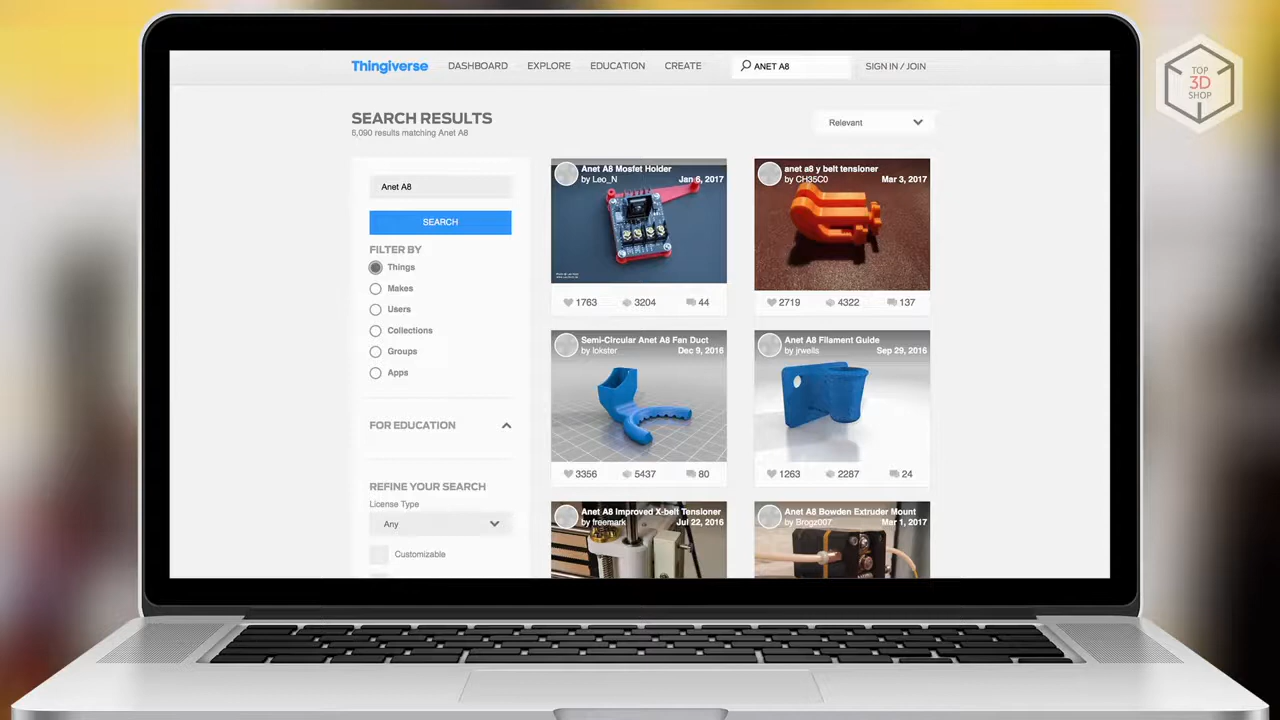 Thingiverse DASHBOARD EXPLORE EDUCATION CREATE ANET A8 SIGN IN / JOIN
TOP
3D
SHOP
SEARCH RESULTS
6,090 results matching Anet A8
Relevant
Anet A8
SEARCH
FILTER BY
Things
Makes
Users
Collections
Groups
Apps
FOR EDUCATION
REFINE YOUR SEARCH
License Type
Any
Customizable
Anet A8 Mosfet Holder
by Leo_N Jan 6, 2017
1763 3204 44
anet a8 y belt tensioner
by CH35C0 Mar 3, 2017
2719 4322 137
Semi-Circular Anet A8 Fan Duct
by lokster Dec 9, 2016
3356 5437 80
Anet A8 Filament Guide
by jrwells Sep 29, 2016
1263 2287 24
Anet A8 Improved X-belt Tensioner
by freemark Jul 22, 2016
Anet A8 Bowden Extruder Mount
by Brogz007 Mar 1, 2017